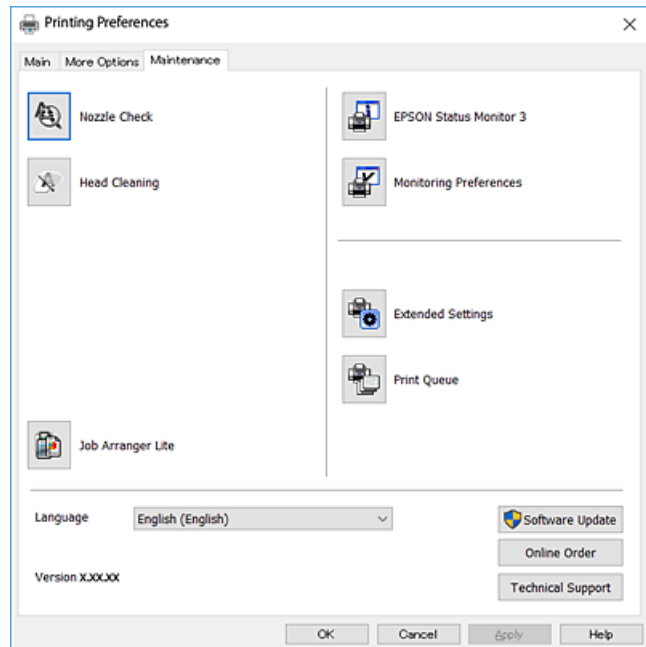 Printing Preferences
Main More Options Maintenance
Nozzle Check
EPSON Status Monitor 3
Head Cleaning
Monitoring Preferences
Extended Settings
Print Queue
Job Arranger Lite
Language English (English)
Software Update
Online Order
Version X.XX.XX
Technical Support
OK Cancel Apply Help